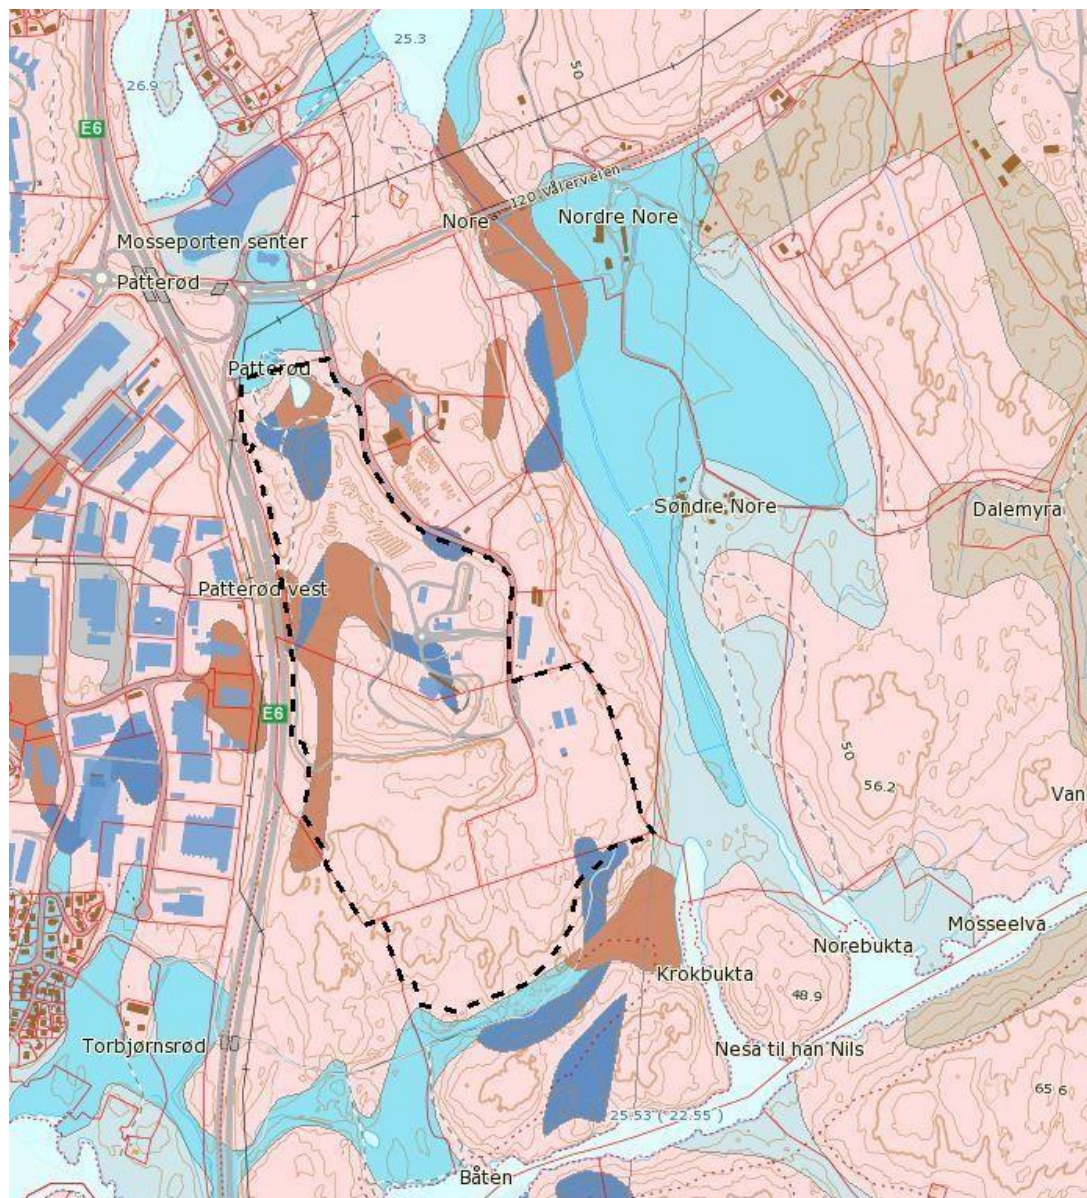 25.3
26.9
50
E6
120 Vålerveien
Nore
Nordre Nore
Mosseporten senter
Patterød
Patterød
Søndre Nore
Dalemyra
Patterød vest
E6
50
56.2
Van
Mosseelva
Norebukta
Krokbukta
48.9
Torbjørnsrød
Nesa til han Nils
65.6
25.53 ( 22.55 )
Båten